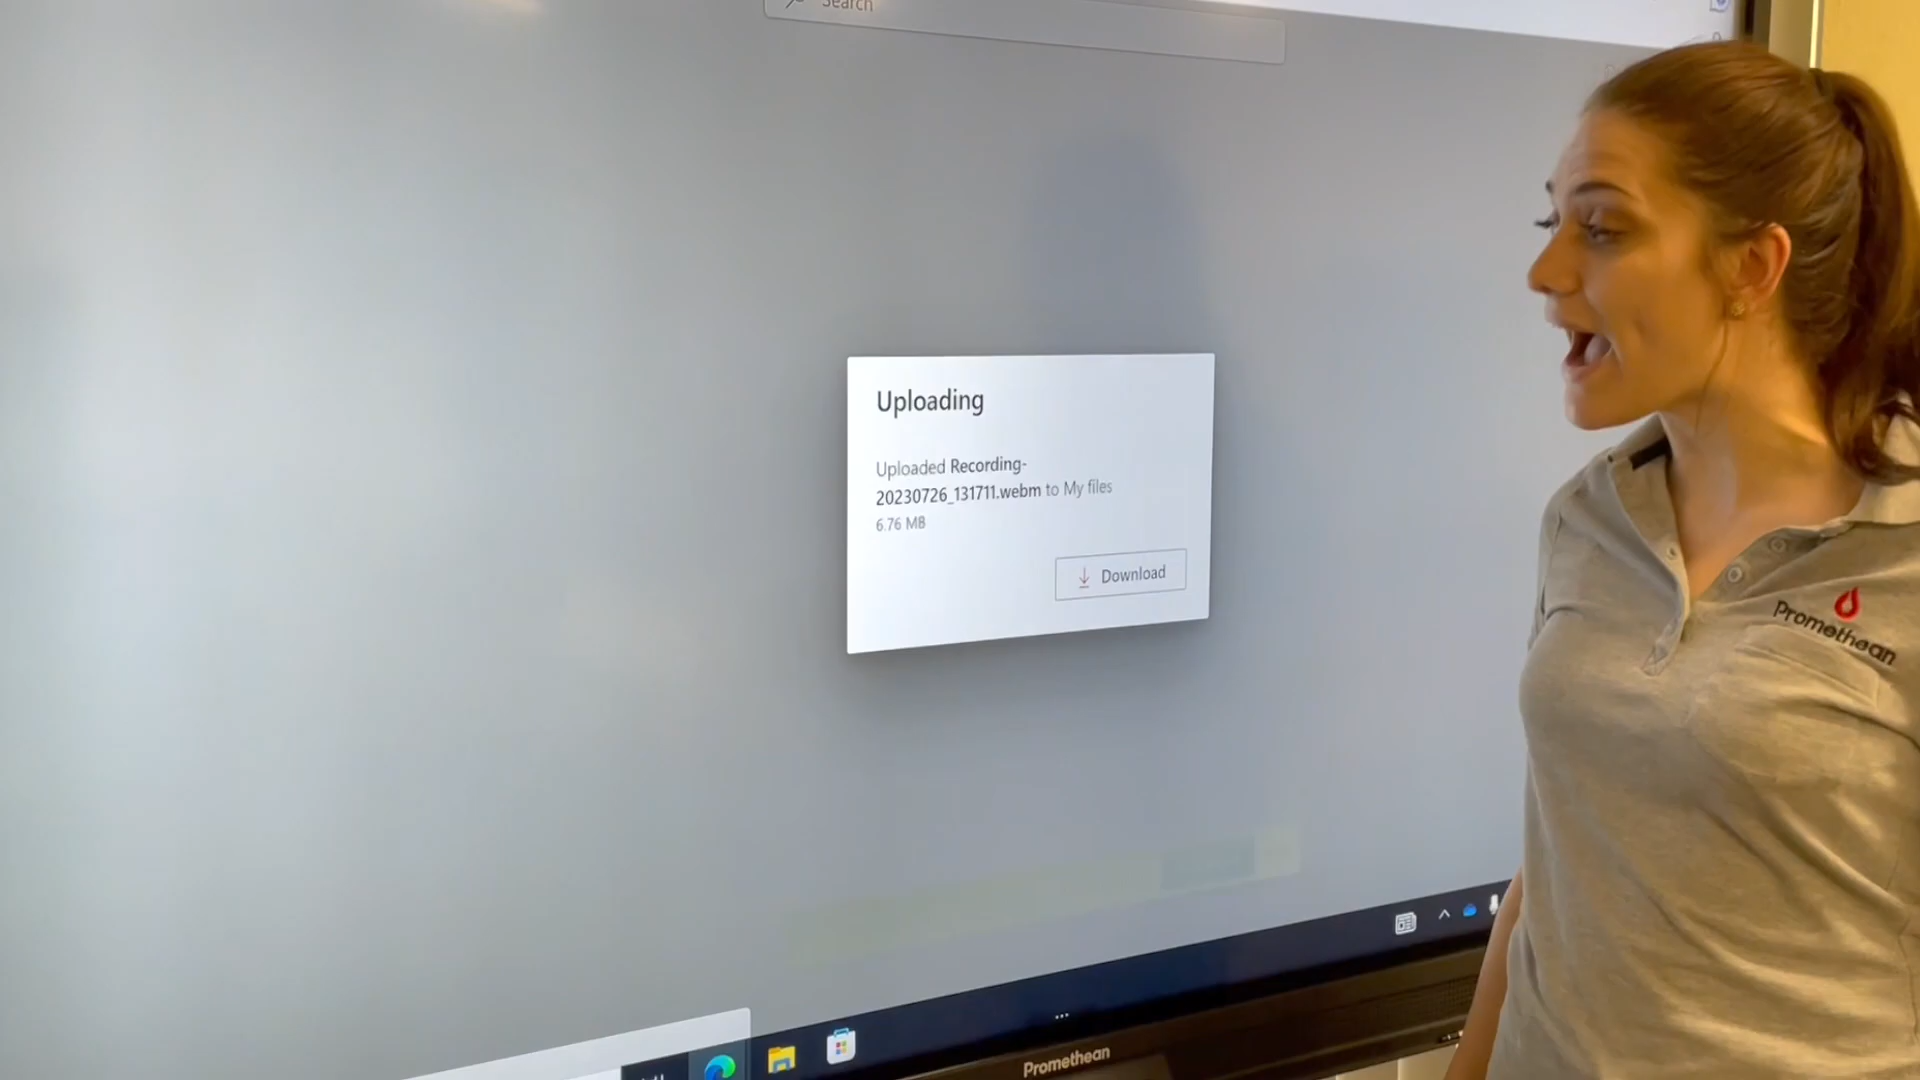 Search
Uploading
Uploaded Recording-
20230726_131711.webm to My files
6.76 MB
Download
Promethean
Promethean